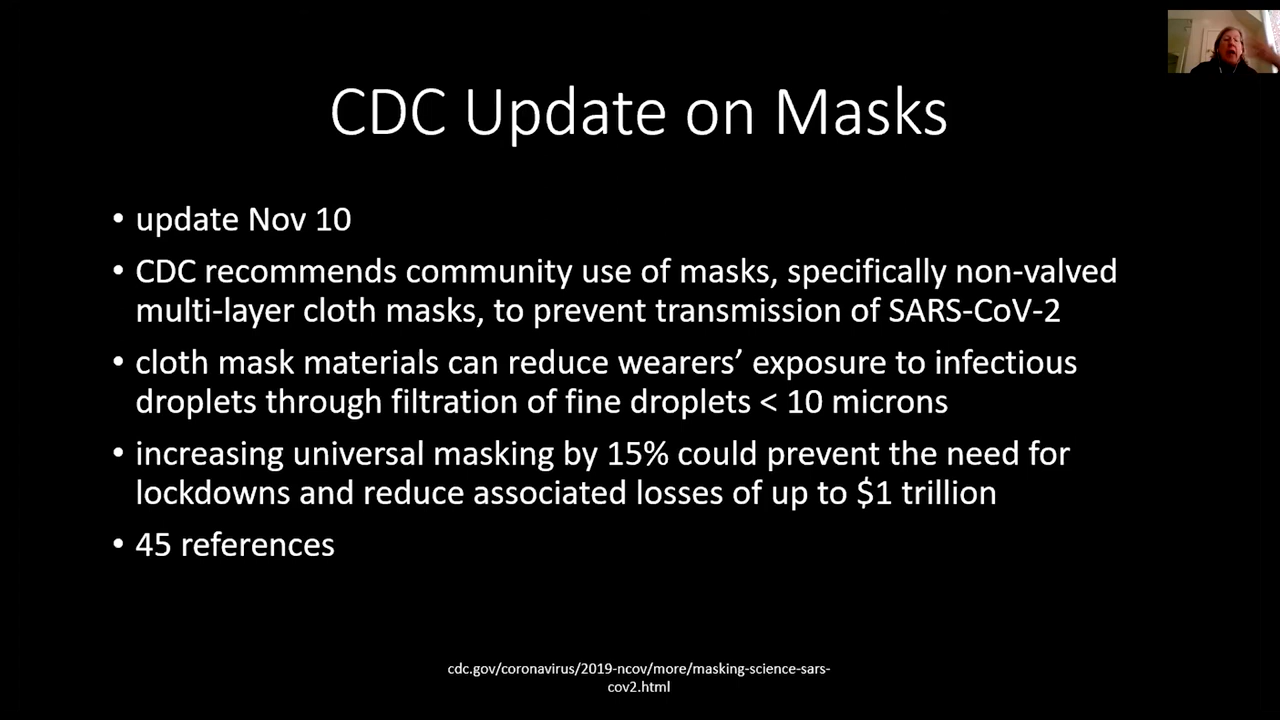 CDC Update on Masks
• update Nov 10
• CDC recommends community use of masks, specifically non-valved
multi-layer cloth masks, to prevent transmission of SARS-CoV-2
• cloth mask materials can reduce wearers’ exposure to infectious
droplets through filtration of fine droplets < 10 microns
• increasing universal masking by 15% could prevent the need for
lockdowns and reduce associated losses of up to $1 trillion
• 45 references
cdc.gov/coronavirus/2019-ncov/more/masking-science-sars-
cov2.html